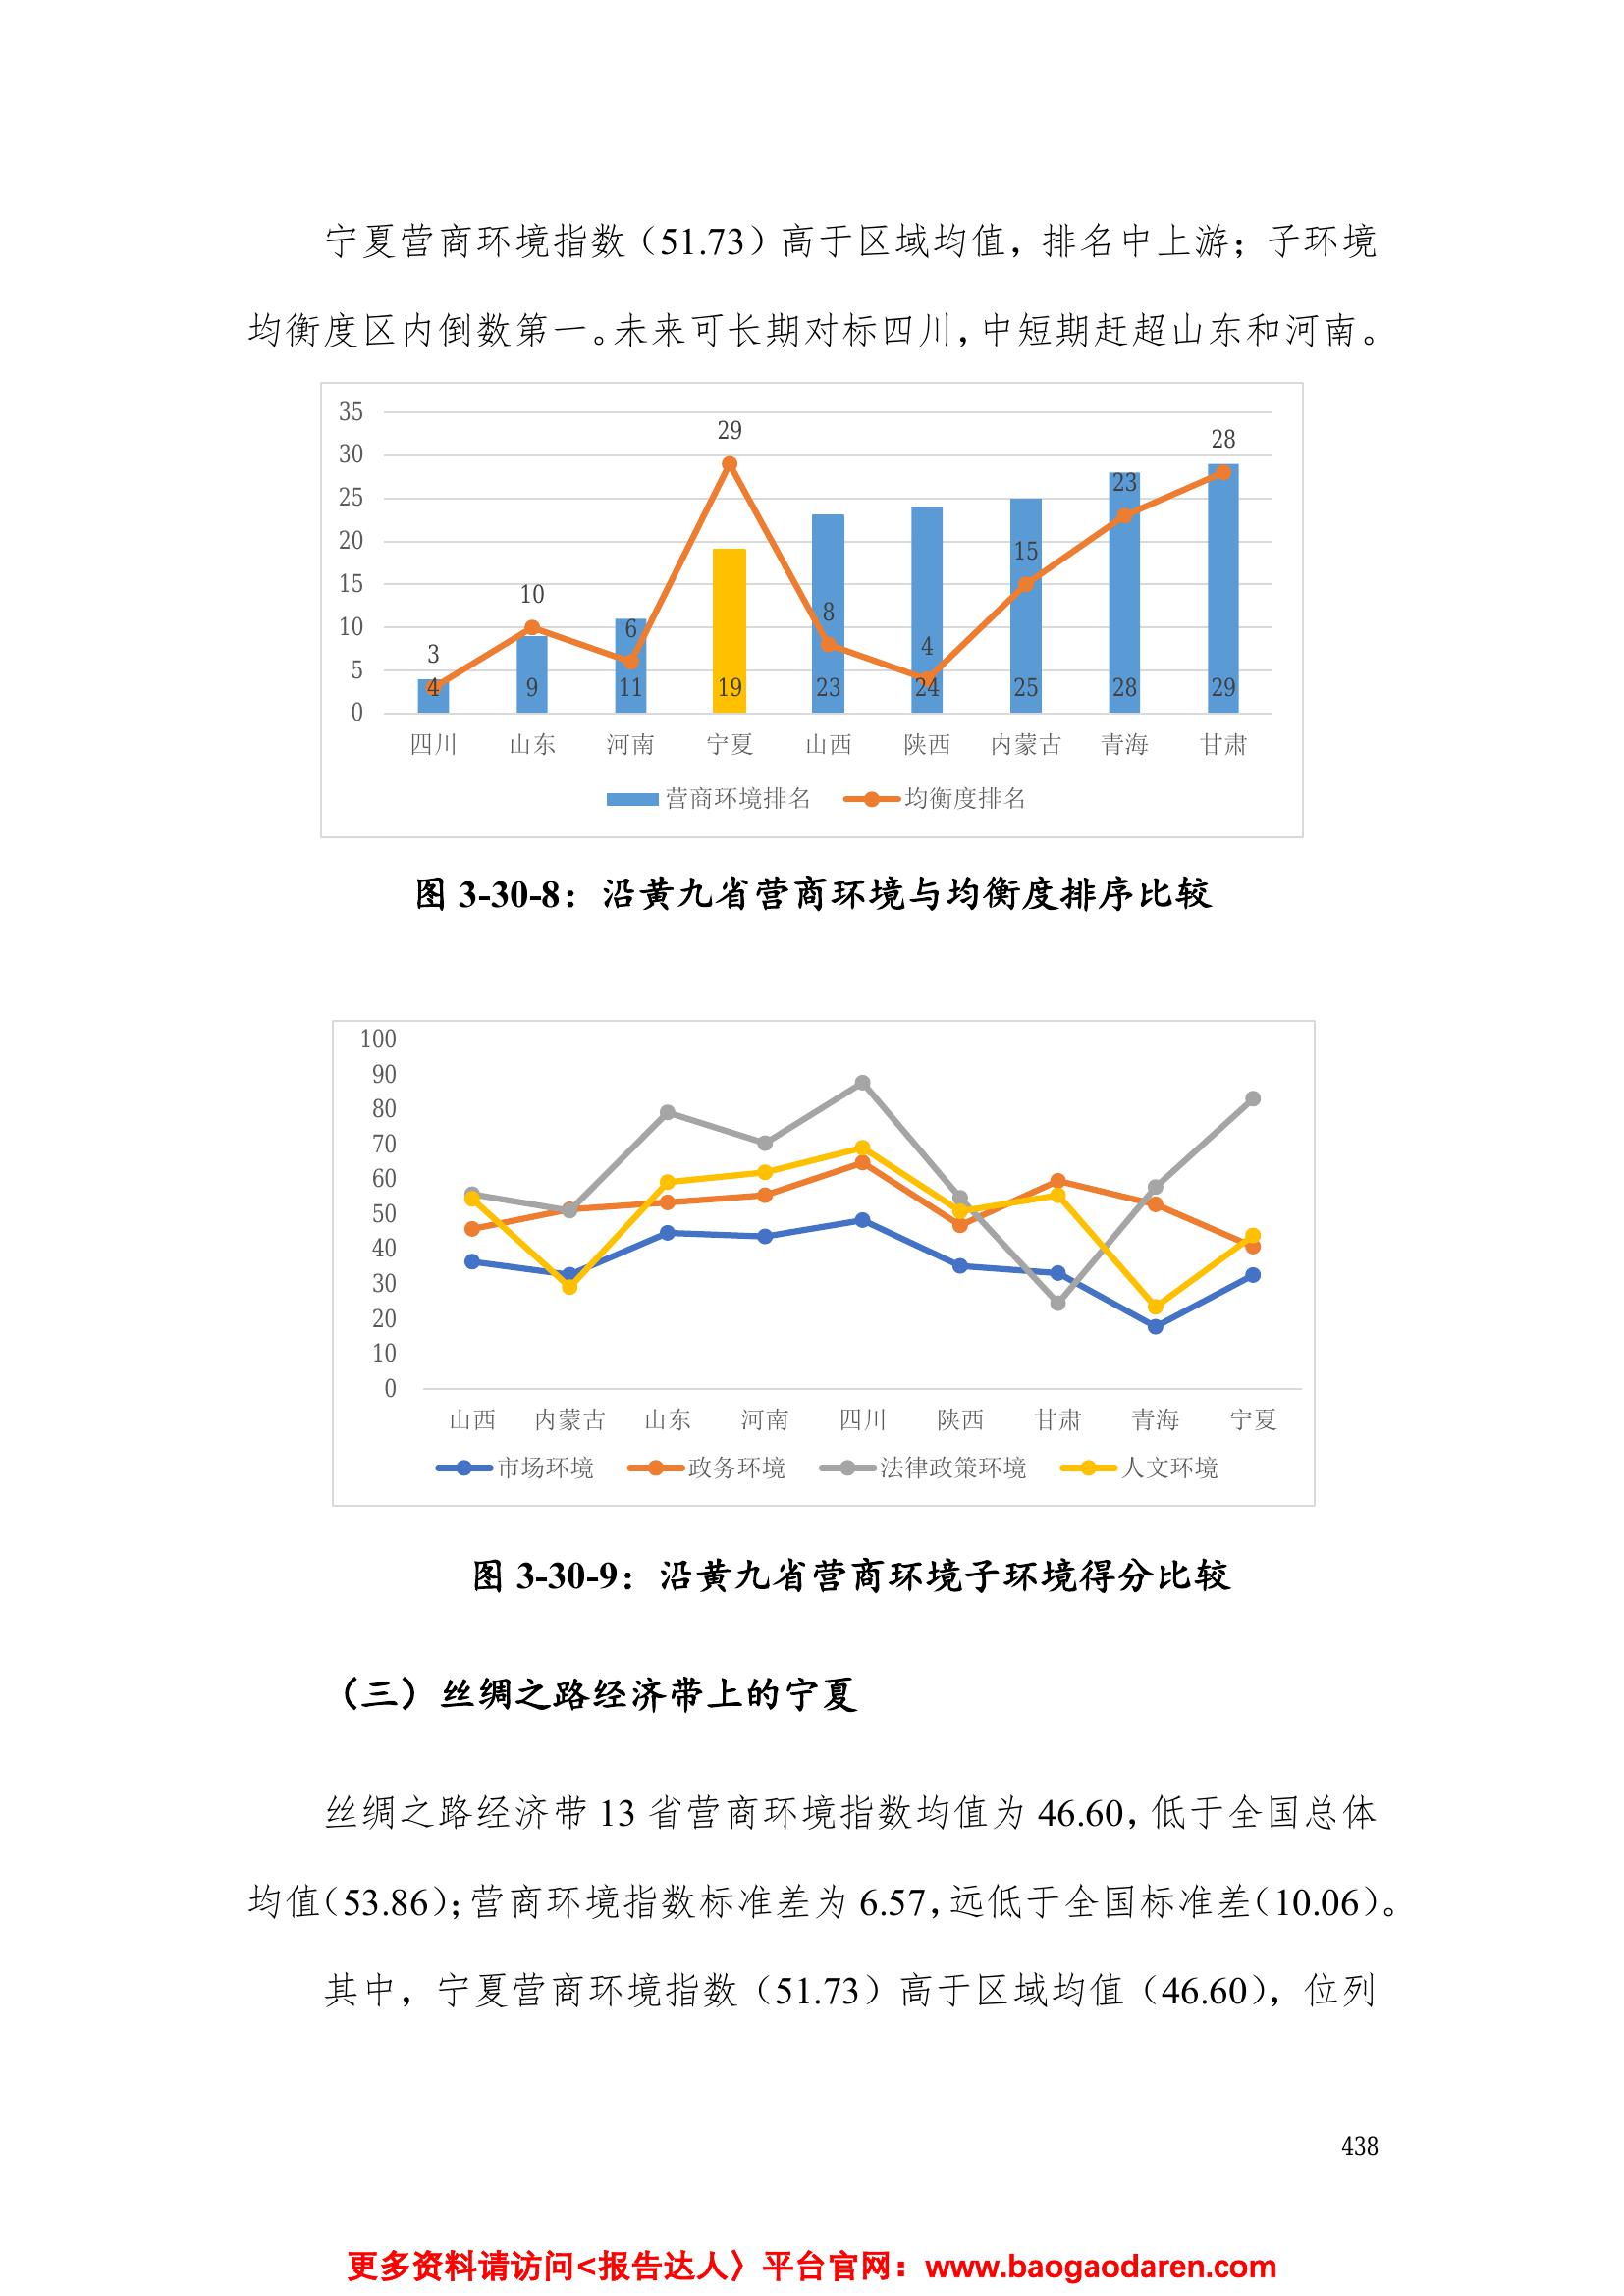 宁夏营商环境指数（51.73）高于区域均值，排名中上游；子环境
均衡度区内倒数第一。未来可长期对标四川，中短期赶超山东和河南。
35
30
25
20
15
10
5
0
3
10
6
29
8
4
15
23
28
4
9
11
19
23
24
25
28
29
四川 山东 河南 宁夏 山西 陕西 内蒙古 青海 甘肃
营商环境排名 均衡度排名
图 3-30-8：沿黄九省营商环境与均衡度排序比较
100
90
80
70
60
50
40
30
20
10
0
山西 内蒙古 山东 河南 四川 陕西 甘肃 青海 宁夏
市场环境 政务环境 法律政策环境 人文环境
图 3-30-9：沿黄九省营商环境子环境得分比较
（三）丝绸之路经济带上的宁夏
丝绸之路经济带 13 省营商环境指数均值为 46.60，低于全国总体
均值（53.86）；营商环境指数标准差为 6.57，远低于全国标准差（10.06）。
其中，宁夏营商环境指数（51.73）高于区域均值（46.60），位列
438
更多资料请访问<报告达人〉平台官网：www.baogaodaren.com